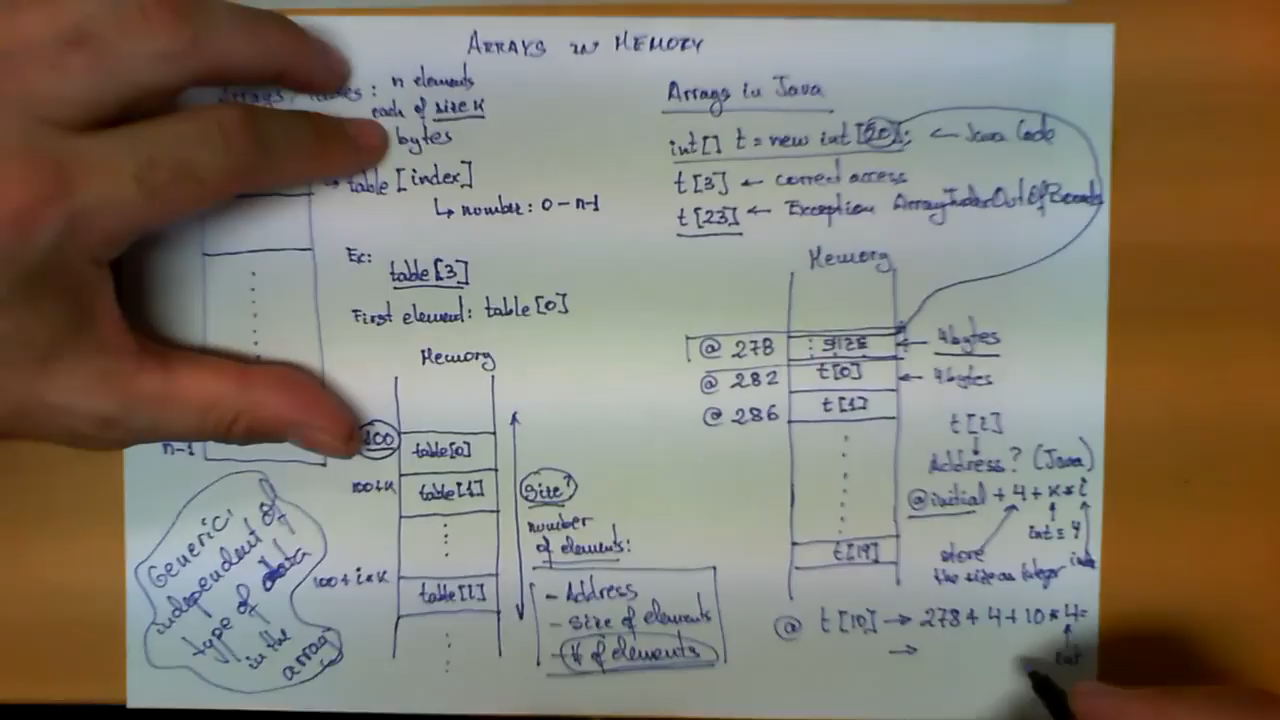 ARRAYS IN MEMORY
: n elements
each of size K
bytes
table [index]
↳ number: 0 - n-1
Ex:
table [3]
First element: table [0]
n-1
Memory
100
table[0]
100+K
table [1]
100+i*K
table [i]
Size?
number
of elements:
- Address
- Size of elements
- # of elements
Generic,
independent of
type of data
in the
array
Arrays in Java
int[] t = new int [20]; ← Java Code
t [3] ← correct access
t [23] ← Exception ArrayIndexOutOfBounds
Memory
@ 278
SIZE
← 4 bytes
@ 282
t[0]
← 4 bytes
@ 286
t [1]
t[19]
t [2]
Address? (Java)
@initial + 4 + K * i
int = 4
store
the size as integer
@ t [10] → 278 + 4 + 10 * 4 =
int
→